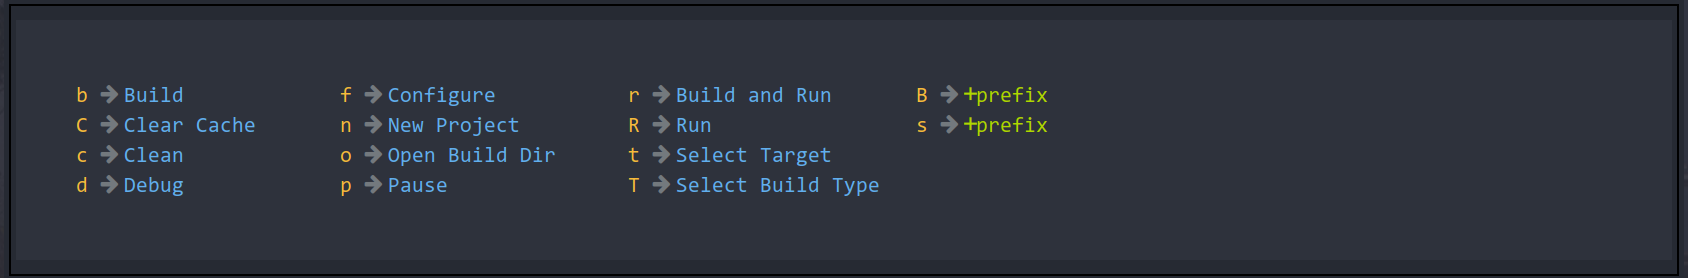 b ➜ Build f ➜ Configure r ➜ Build and Run B ➜ +prefix
C ➜ Clear Cache n ➜ New Project R ➜ Run s ➜ +prefix
c ➜ Clean o ➜ Open Build Dir t ➜ Select Target
d ➜ Debug p ➜ Pause T ➜ Select Build Type